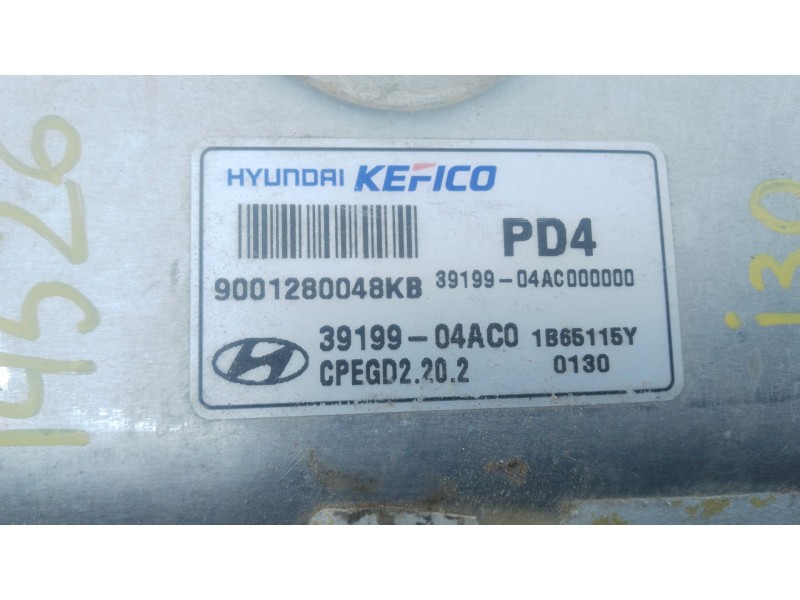 HYUNDAI KEFICO
PD4
9001280048KB
39199-04AC000000
39199-04AC0
1B65115Y
CPEGD2.20.2
0130
14526
i30